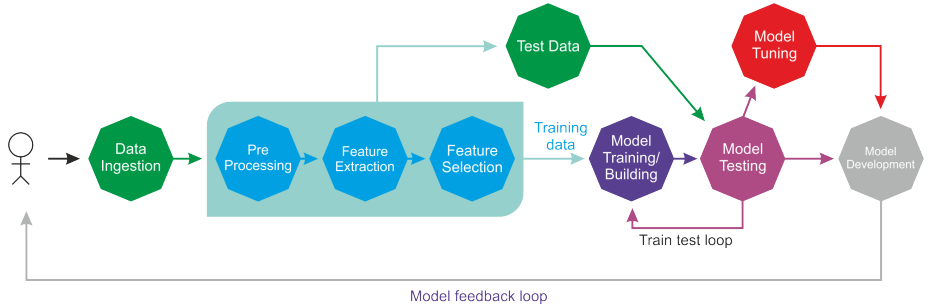 Test Data
Model
Tuning
Data
Ingestion
Pre
Processing
Feature
Extraction
Feature
Selection
Training
data
Model
Training/
Building
Model
Testing
Model
Development
Train test loop
Model feedback loop